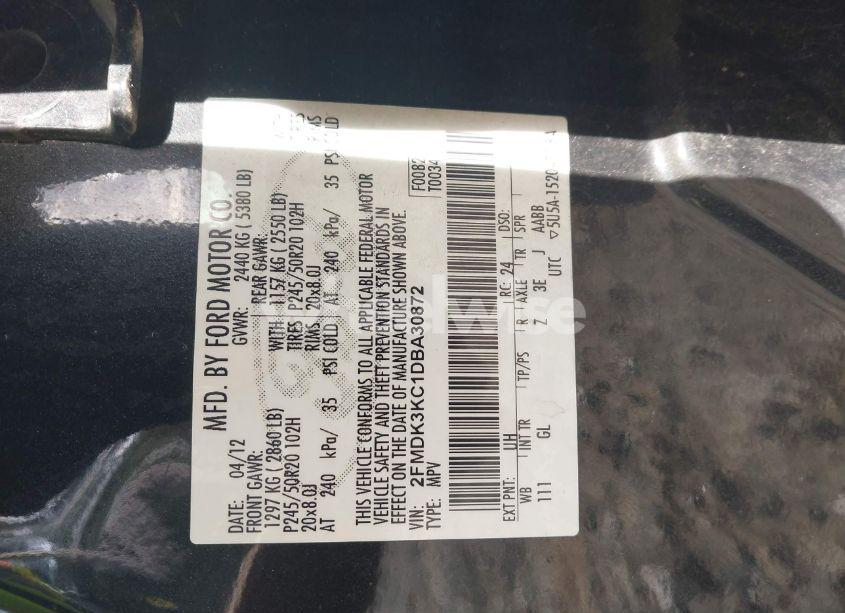 MFD. BY FORD MOTOR CO.
DATE: 04/12 GVWR: 2440 KG ( 5380 LB)
FRONT GAWR: REAR GAWR:
1297 KG ( 2860 LB) WITH 1157 KG ( 2550 LB) WITH
P245/50R20 102H TIRES P245/50R20 102H TIRES
20x8.0J RIMS 20x8.0J RIMS
AT 240 kPa/ 35 PSI COLD AT 240 kPa/ 35 PSI COLD
THIS VEHICLE CONFORMS TO ALL APPLICABLE FEDERAL MOTOR
VEHICLE SAFETY AND THEFT PREVENTION STANDARDS IN
EFFECT ON THE DATE OF MANUFACTURE SHOWN ABOVE.
VIN: 2FMDK3KC1DBA30872 F0082
TYPE: MPV T0034
EXT PNT: UH RC: 24 DSO:
WB INT TR TP/PS R AXLE TR SPR
111 GL Z 3E J AABB
UTC